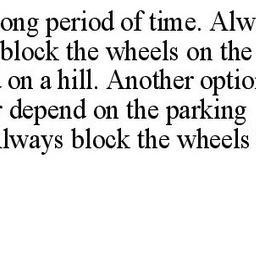 ong period of time. Alw
block the wheels on the
on a hill. Another optio
depend on the parking
lways block the wheels